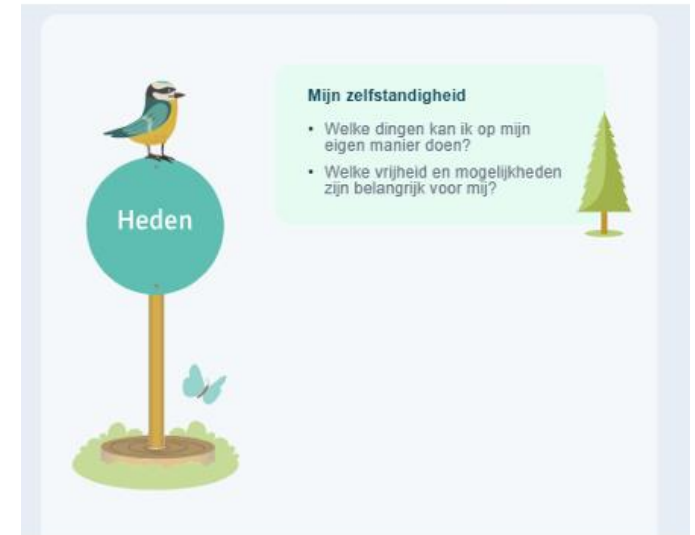 Mijn zelfstandigheid
• Welke dingen kan ik op mijn
eigen manier doen?
• Welke vrijheid en mogelijkheden
zijn belangrijk voor mij?
Heden